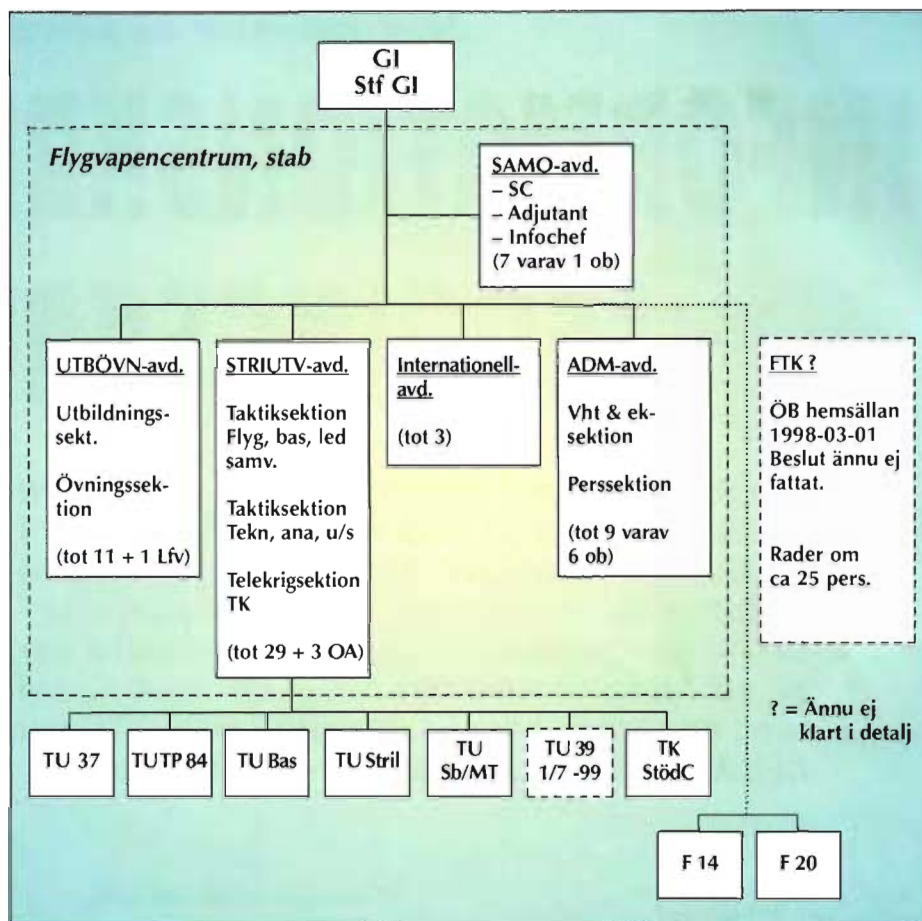 GI
Stf GI
Flygvapencentrum, stab
SAMO-avd.
– SC
– Adjutant
– Infochef
(7 varav 1 ob)
UTBÖVN-avd.
Utbildnings-
sekt.
Övningssek-
tion
(tot 11 + 1 Lfv)
STRIUTV-avd.
Taktiksektion
Flyg, bas, led
samv.
Taktiksektion
Tekn, ana, u/s
Telekrigsektion
TK
(tot 29 + 3 OA)
Internationell-
avd.
(tot 3)
ADM-avd.
Vht & ek-
sektion
Perssektion
(tot 9 varav
6 ob)
FTK ?
ÖB hemsällan
1998-03-01
Beslut ännu ej
fattat.
Rader om
ca 25 pers.
? = Ännu ej
klart i detalj
TU 37
TU TP 84
TU Bas
TU Stril
TU
Sb/MT
TU 39
1/7 -99
TK
StödC
F 14
F 20